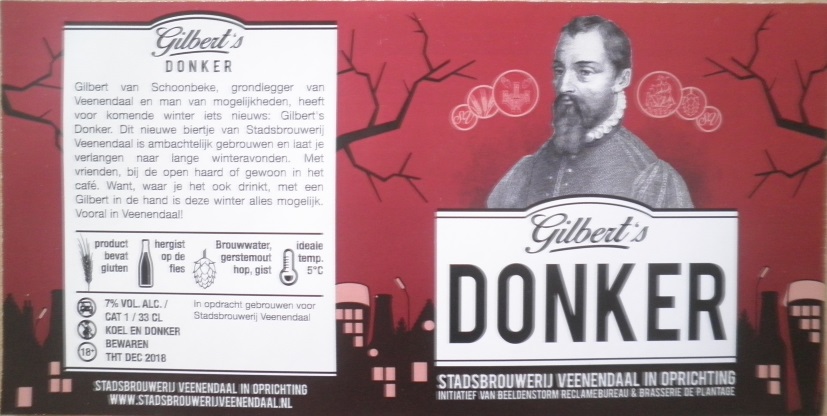 Gilbert's
DONKER
Gilbert van Schoonbeke, grondlegger van
Veenendaal en man van mogelijkheden, heeft
voor komende winter iets nieuws: Gilbert's
Donker. Dit nieuwe biertje van Stadsbrouwerij
Veenendaal is ambachtelijk gebrouwen en laat je
verlangen naar lange winteravonden. Met
vrienden, bij de open haard of gewoon in het
café. Want, waar je het ook drinkt, met een
Gilbert in de hand is deze winter alles mogelijk.
Vooral in Veenendaal!
product
bevat
gluten
hergist
op de
fles
Brouwwater,
gerstemout
hop, gist
ideale
temp.
5°C
7% VOL. ALC. /
CAT 1 / 33 CL
KOEL EN DONKER
BEWAREN
THT DEC 2018
18+
in opdracht gebrouwen voor
Stadsbrouwerij Veenendaal
STADSBROUWERIJ VEENENDAAL IN OPRICHTING
WWW.STADSBROUWERIJVEENENDAAL.NL
Gilbert's
DONKER
STADSBROUWERIJ VEENENDAAL IN OPRICHTING
INITIATIEF VAN BEELDENSTORM RECLAMEBUREAU & BRASSERIE DE PLANTAGE